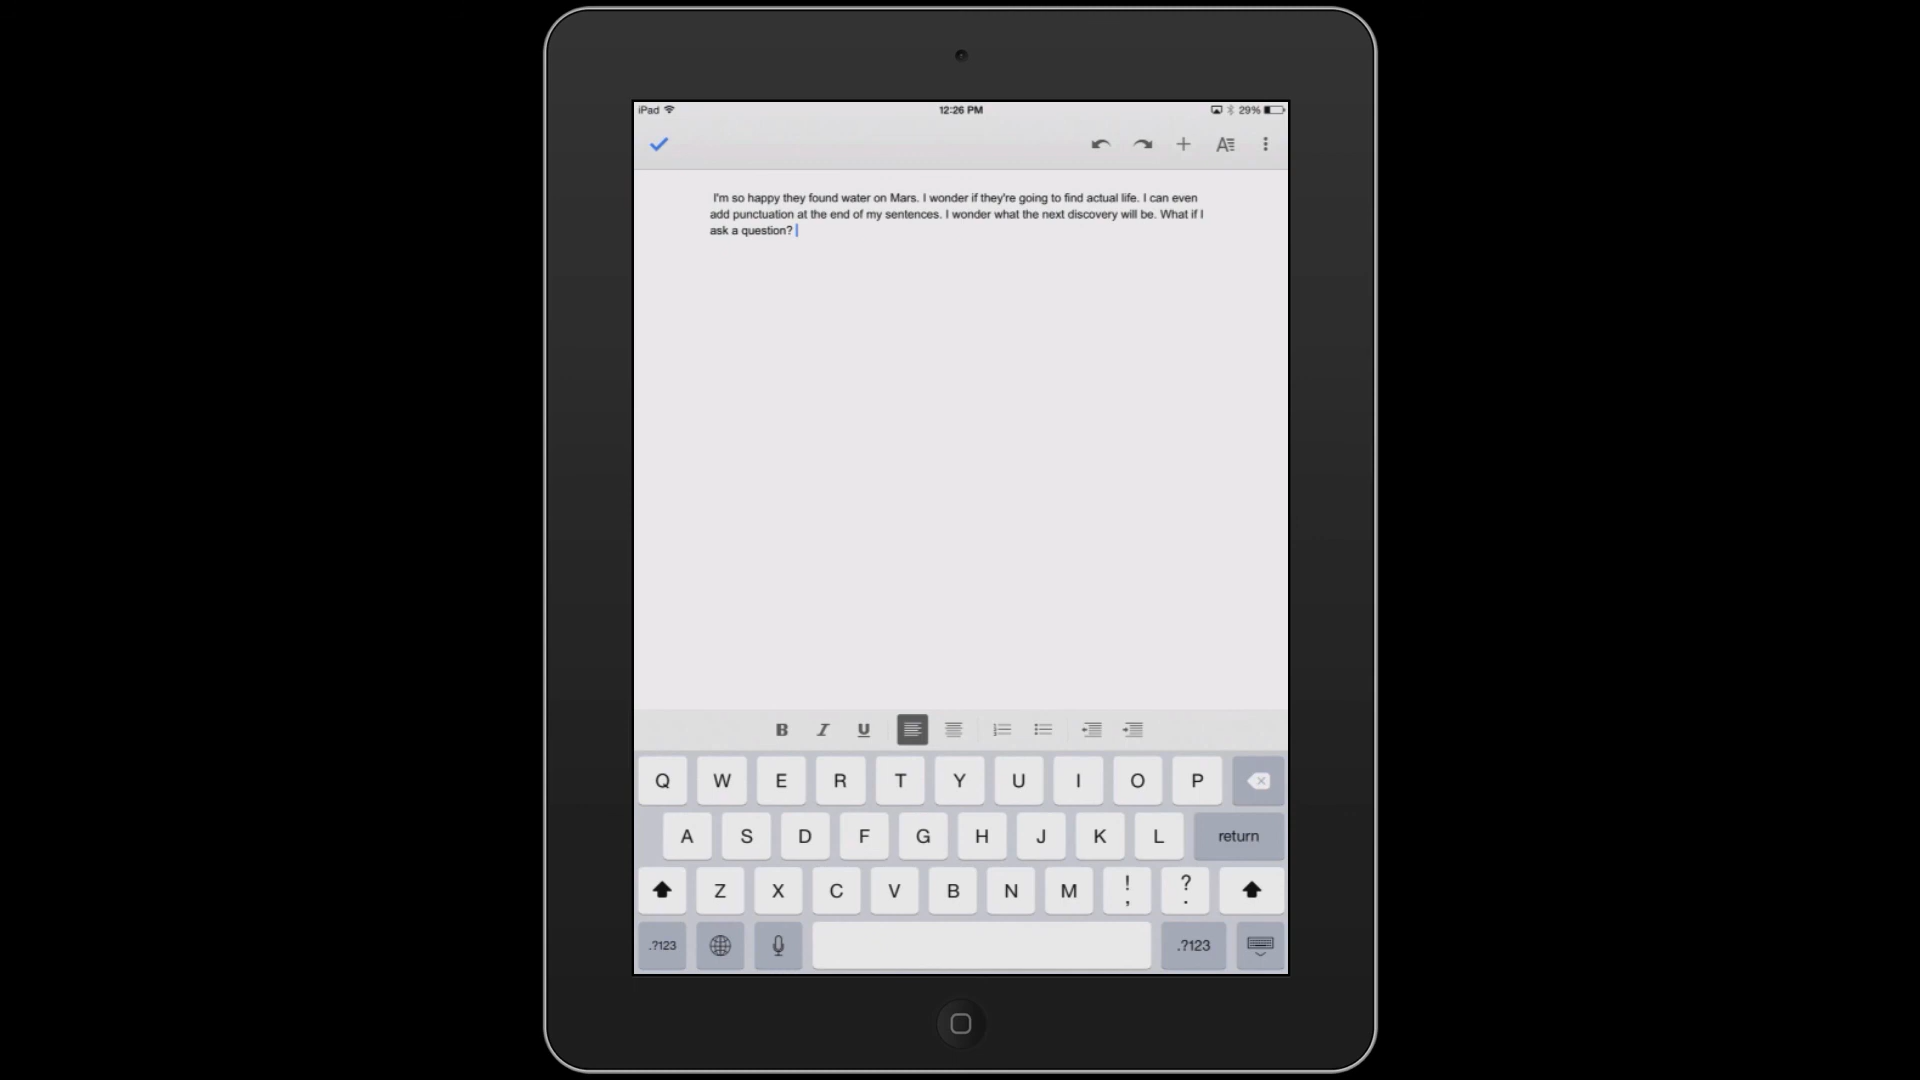 iPad
12:26 PM
29%
I'm so happy they found water on Mars. I wonder if they're going to find actual life. I can even
add punctuation at the end of my sentences. I wonder what the next discovery will be. What if I
ask a question?
B I U
Q W E R T Y U I O P
A S D F G H J K L return
Z X C V B N M ! , ? .
.?123 .?123